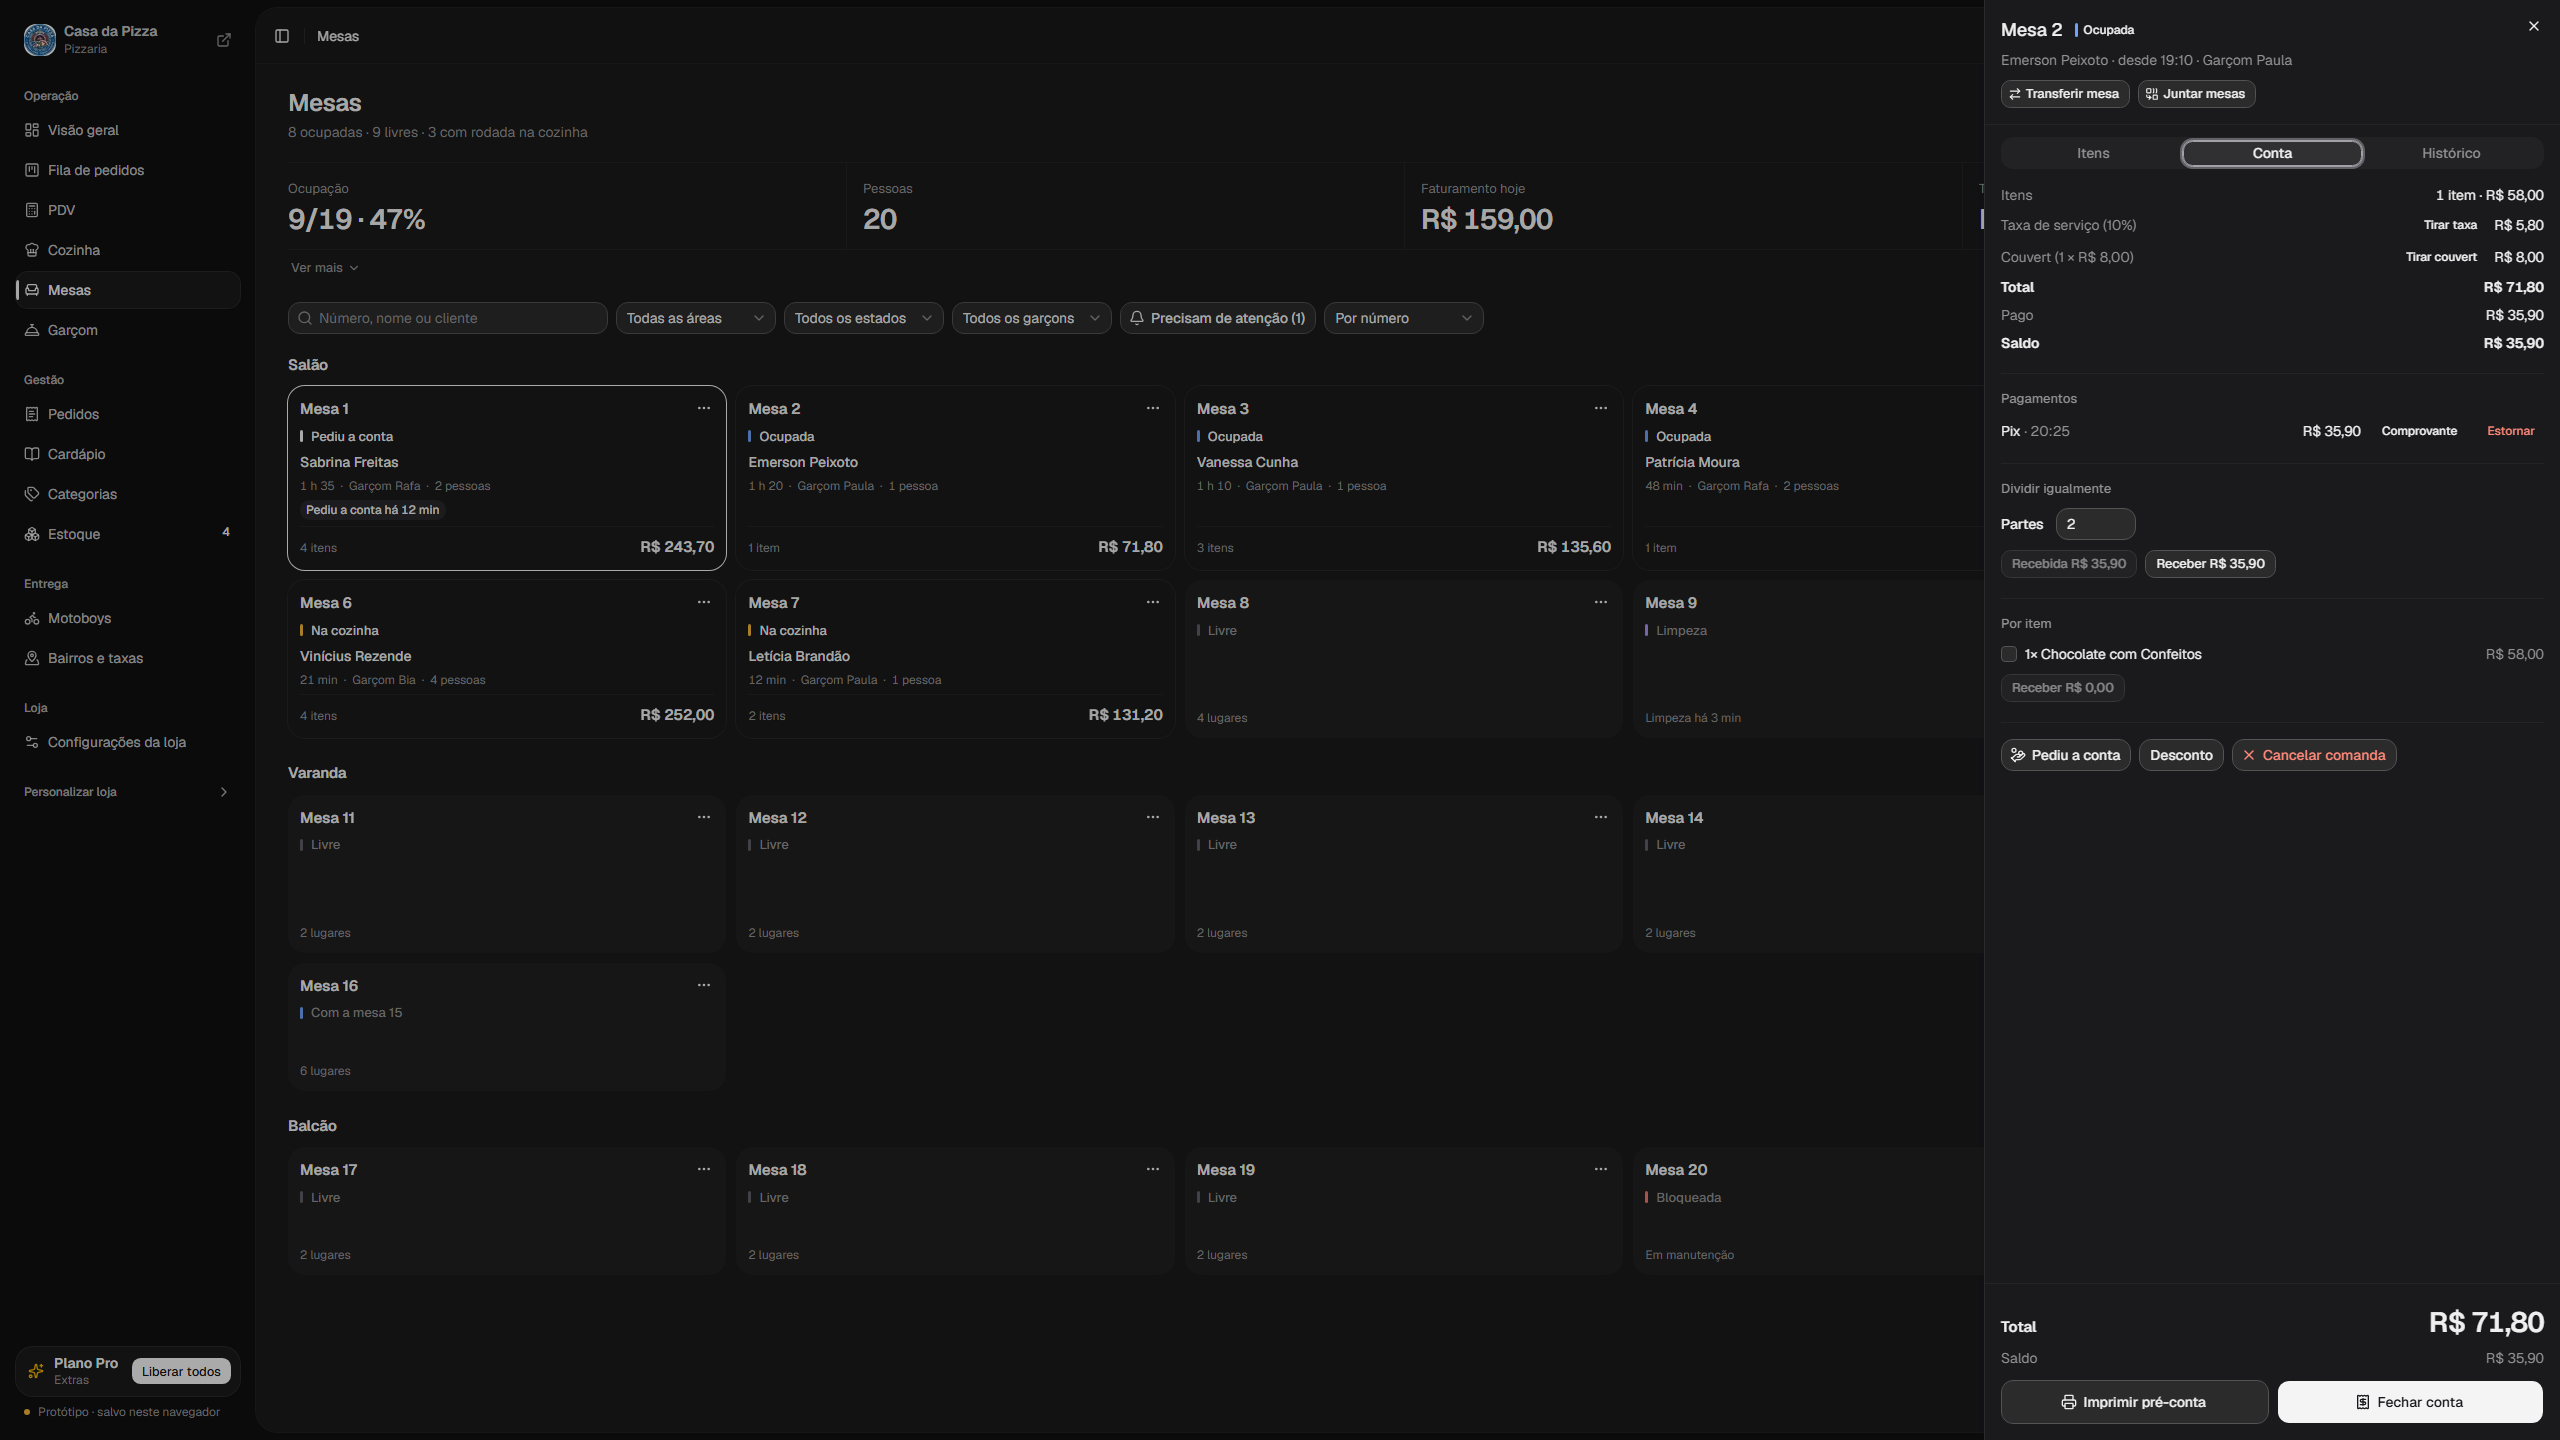 Casa da Pizza
Pizzaria
Operação
Visão geral
Fila de pedidos
PDV
Cozinha
Mesas
Garçom
Gestão
Pedidos
Cardápio
Categorias
Estoque 4
Entrega
Motoboys
Bairros e taxas
Loja
Configurações da loja
Personalizar loja
Plano Pro
Extras
Liberar todos
Protótipo · salvo neste navegador
Mesas
Mesas
8 ocupadas · 9 livres · 3 com rodada na cozinha
Ocupação
9/19 · 47%
Pessoas
20
Faturamento hoje
R$ 159,00
Ver mais
Número, nome ou cliente
Todas as áreas
Todos os estados
Todos os garçons
Precisam de atenção (1)
Por número
Salão
Mesa 1
Pediu a conta
Sabrina Freitas
1 h 35 · Garçom Rafa · 2 pessoas
Pediu a conta há 12 min
4 itens R$ 243,70
Mesa 2
Ocupada
Emerson Peixoto
1 h 20 · Garçom Paula · 1 pessoa
1 item R$ 71,80
Mesa 3
Ocupada
Vanessa Cunha
1 h 10 · Garçom Paula · 1 pessoa
3 itens R$ 135,60
Mesa 4
Ocupada
Patrícia Moura
48 min · Garçom Rafa · 2 pessoas
1 item
Mesa 6
Na cozinha
Vinícius Rezende
21 min · Garçom Bia · 4 pessoas
4 itens R$ 252,00
Mesa 7
Na cozinha
Letícia Brandão
12 min · Garçom Paula · 1 pessoa
2 itens R$ 131,20
Mesa 8
Livre
4 lugares
Mesa 9
Limpeza
Limpeza há 3 min
Varanda
Mesa 11
Livre
2 lugares
Mesa 12
Livre
2 lugares
Mesa 13
Livre
2 lugares
Mesa 14
Livre
2 lugares
Mesa 16
Com a mesa 15
6 lugares
Balcão
Mesa 17
Livre
2 lugares
Mesa 18
Livre
2 lugares
Mesa 19
Livre
2 lugares
Mesa 20
Bloqueada
Em manutenção
Mesa 2 Ocupada
Emerson Peixoto · desde 19:10 · Garçom Paula
Transferir mesa
Juntar mesas
Itens
Conta
Histórico
Itens 1 item · R$ 58,00
Taxa de serviço (10%) Tirar taxa R$ 5,80
Couvert (1 × R$ 8,00) Tirar couvert R$ 8,00
Total R$ 71,80
Pago R$ 35,90
Saldo R$ 35,90
Pagamentos
Pix · 20:25 R$ 35,90 Comprovante Estornar
Dividir igualmente
Partes 2
Recebida R$ 35,90
Receber R$ 35,90
Por item
1× Chocolate com Confeitos R$ 58,00
Receber R$ 0,00
Pediu a conta
Desconto
Cancelar comanda
Total R$ 71,80
Saldo R$ 35,90
Imprimir pré-conta
Fechar conta